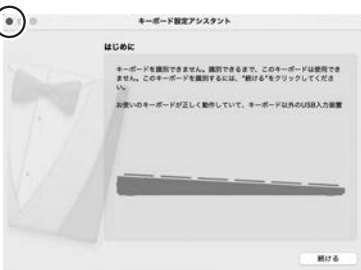 キーボード設定アシスタント
はじめに
キーボードを識別できません。識別できるまで、このキーボードは使用でき
ません。このキーボードを識別するには、"続ける"をクリックしてくださ
い。
お使いのキーボードが正しく動作していて、キーボード以外のUSB入力装置
続ける